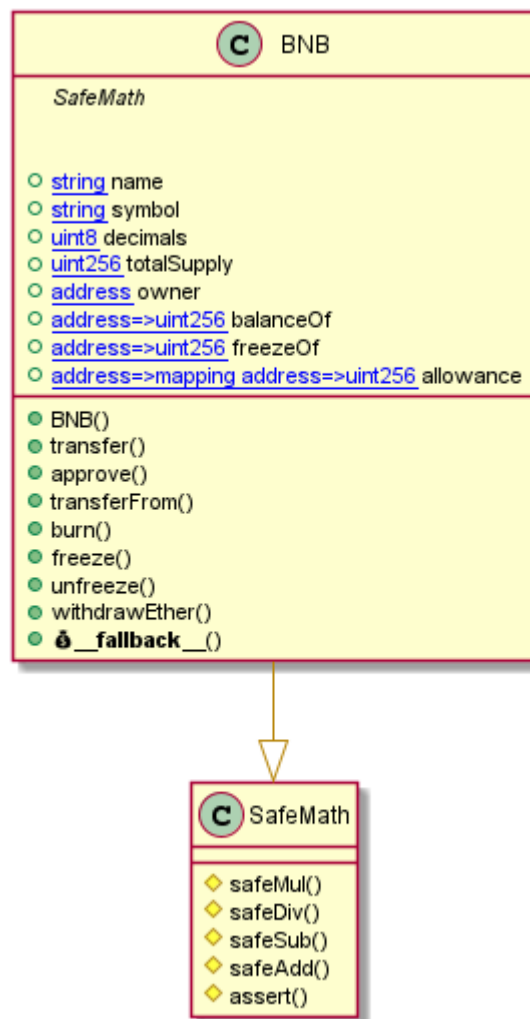 C BNB
SafeMath
string name
string symbol
uint8 decimals
uint256 totalSupply
address owner
address=>uint256 balanceOf
address=>uint256 freezeOf
address=>mapping address=>uint256 allowance
BNB()
transfer()
approve()
transferFrom()
burn()
freeze()
unfreeze()
withdrawEther()
💰__fallback__()
C SafeMath
safeMul()
safeDiv()
safeSub()
safeAdd()
assert()